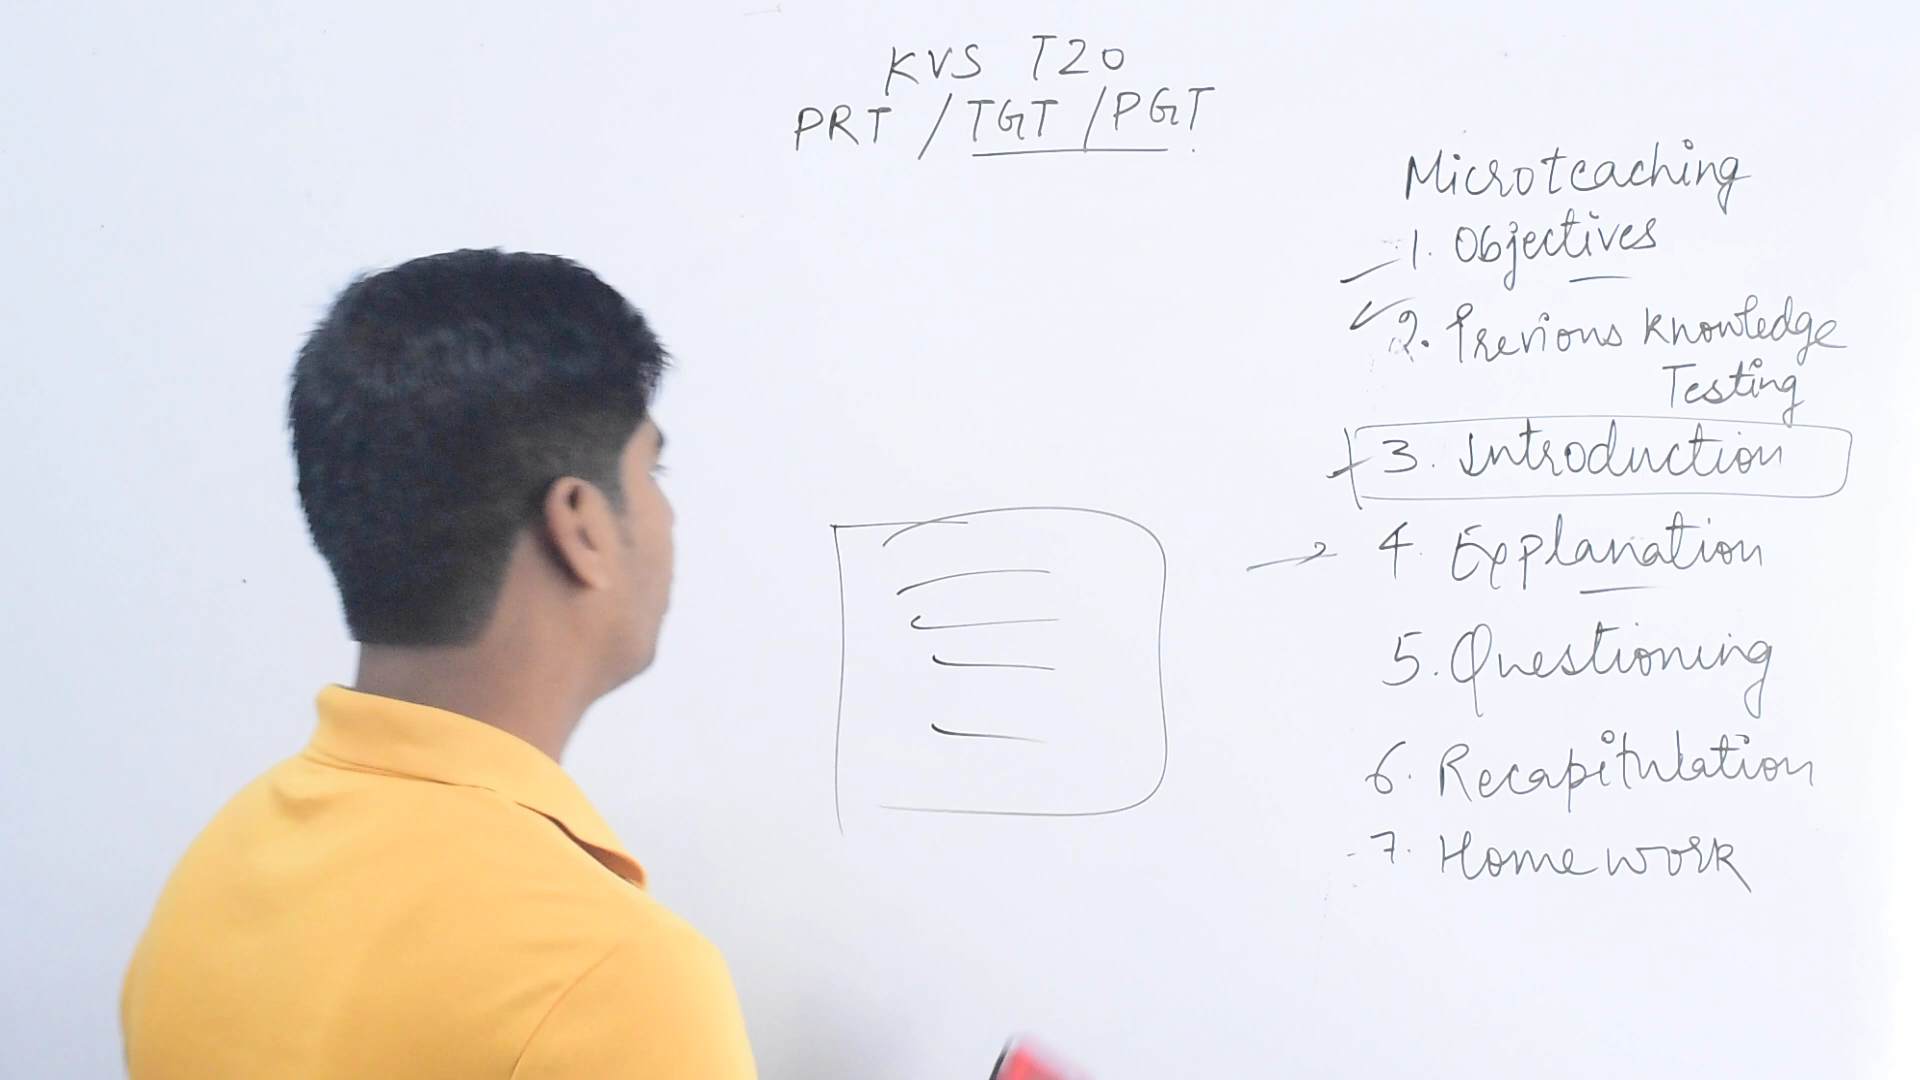 KVS T20
PRT / TGT / PGT
Microteaching
1. Objectives
2. Previous Knowledge
Testing
3. Introduction
4. Explanation
5. Questioning
6. Recapitulation
7. Homework